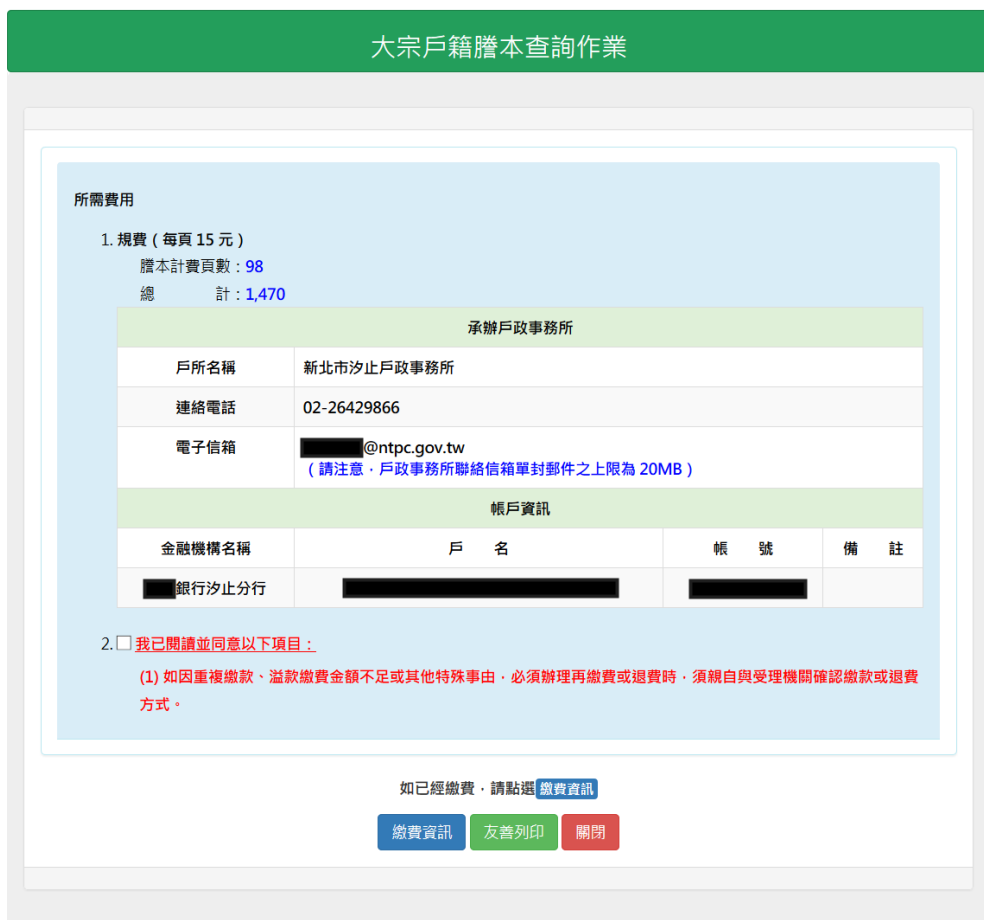 大宗戶籍謄本查詢作業
所需費用
1. 規費（每頁 15 元）
謄本計費頁數：98
總　　　　計：1,470
承辦戶政事務所
戶所名稱　新北市汐止戶政事務所
連絡電話　02-26429866
電子信箱　@ntpc.gov.tw
（請注意，戶政事務所聯絡信箱單封郵件之上限為 20MB）
帳戶資訊
金融機構名稱　戶　　名　帳　　號　備　　註
銀行汐止分行
2. 我已閱讀並同意以下項目：
(1) 如因重複繳款、溢款繳費金額不足或其他特殊事由，必須辦理再繳費或退費時，須親自與受理機關確認繳款或退費
方式。
如已經繳費，請點選 繳費資訊
繳費資訊　友善列印　關閉